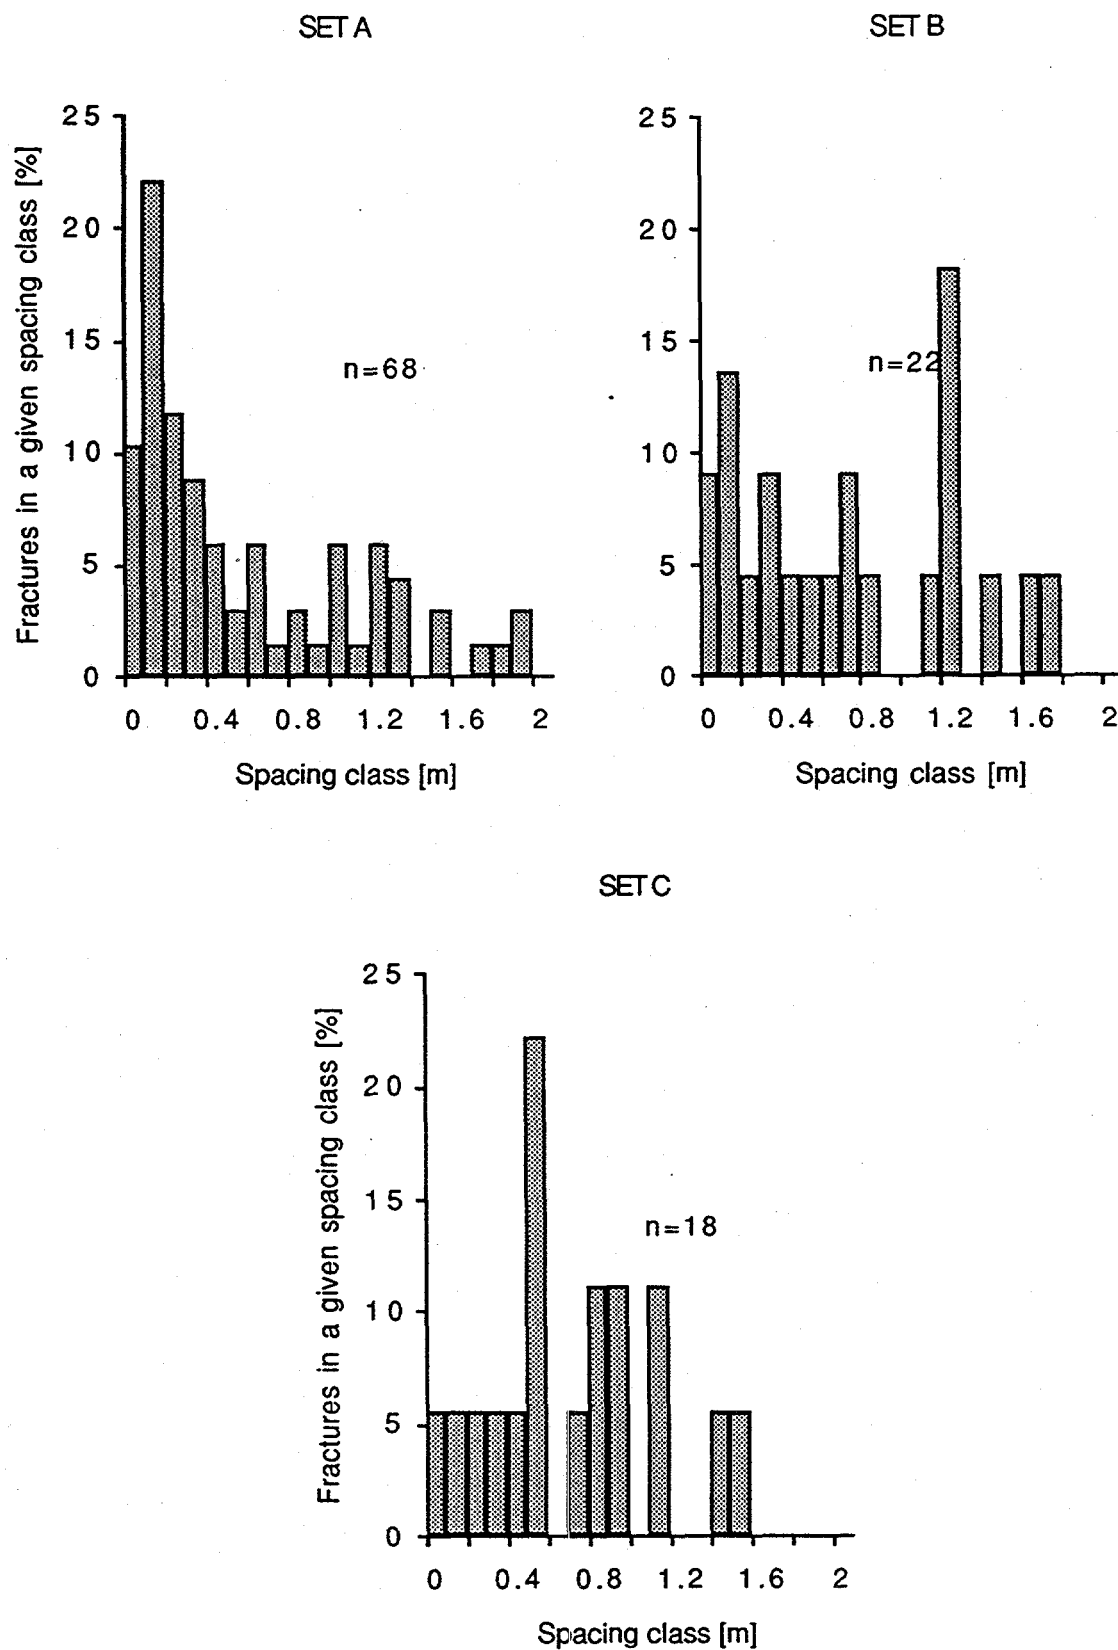 SET A
SET B
Fractures in a given spacing class [%]
25
20
15
10
5
0
n=68
0 0.4 0.8 1.2 1.6 2
Spacing class [m]
25
20
15
10
5
0
n=22
0 0.4 0.8 1.2 1.6 2
Spacing class [m]
SET C
Fractures in a given spacing class [%]
25
20
15
10
5
0
n=18
0 0.4 0.8 1.2 1.6 2
Spacing class [m]